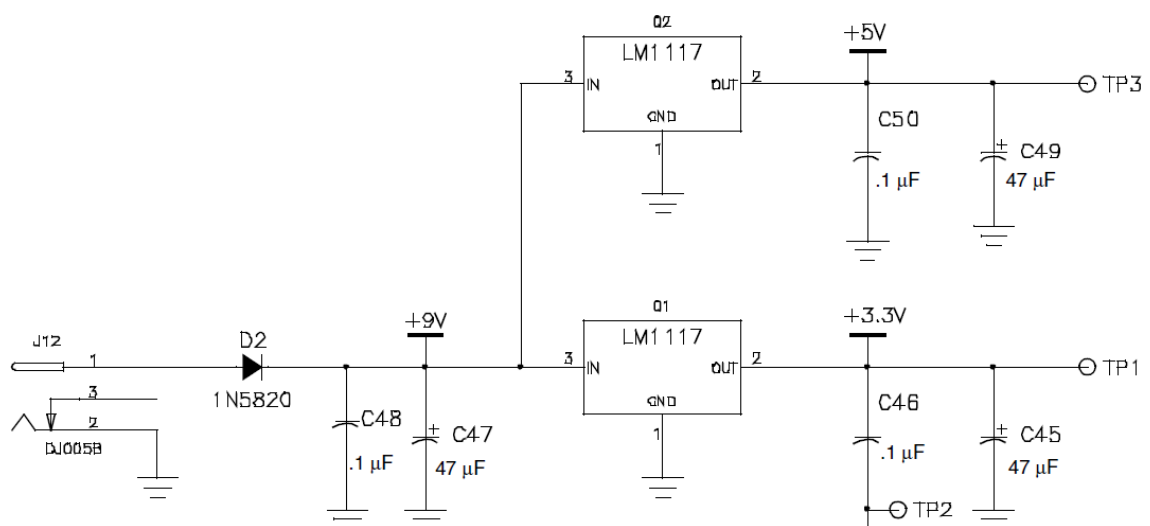 Q2
LM1117
3 IN OUT 2
GND
1
+5V
TP3
C50
.1 µF
+ C49
47 µF
J12
1
3
2
DJ005B
D2
1N5820
+9V
C48
.1 µF
+ C47
47 µF
Q1
LM1117
3 IN OUT 2
GND
1
+3.3V
TP1
C46
.1 µF
TP2
+ C45
47 µF